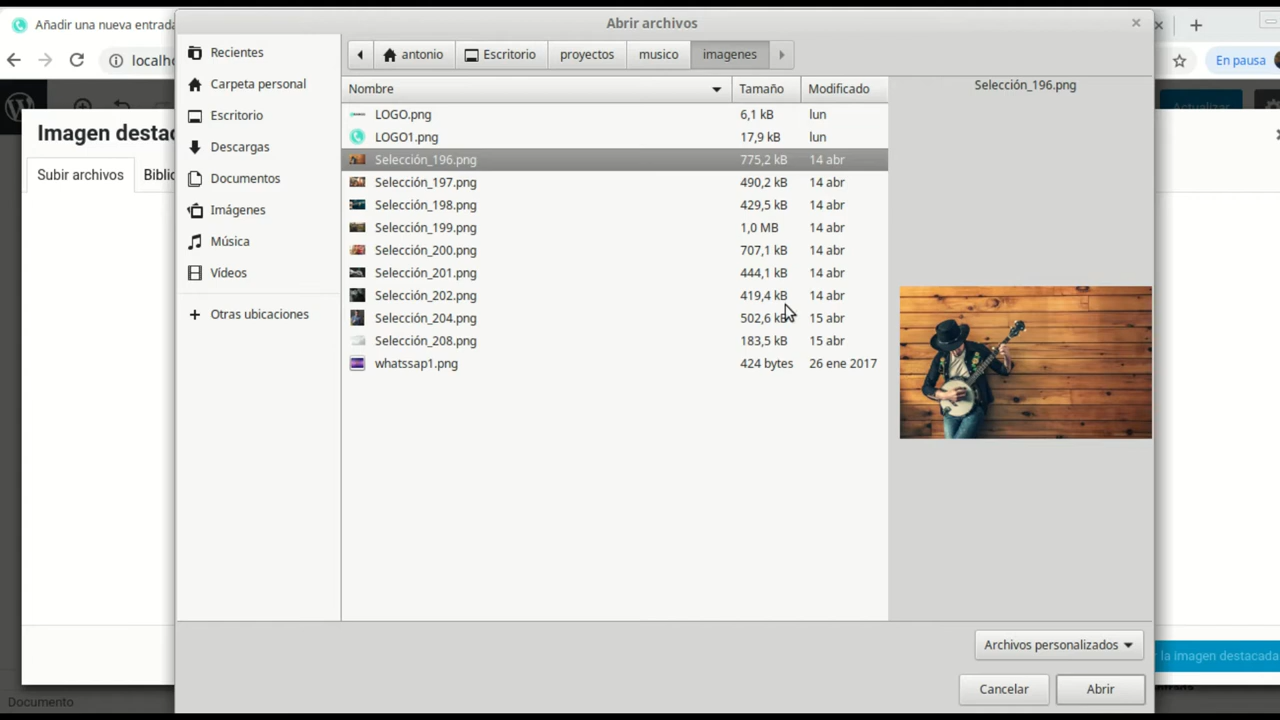 Añadir una nueva entrada
Abrir archivos
localh
En pausa
Recientes
Carpeta personal
Escritorio
Descargas
Documentos
Imágenes
Música
Vídeos
Otras ubicaciones
antonio Escritorio proyectos musico imagenes
Nombre Tamaño Modificado
LOGO.png 6,1 kB lun
LOGO1.png 17,9 kB lun
Selección_196.png 775,2 kB 14 abr
Selección_197.png 490,2 kB 14 abr
Selección_198.png 429,5 kB 14 abr
Selección_199.png 1,0 MB 14 abr
Selección_200.png 707,1 kB 14 abr
Selección_201.png 444,1 kB 14 abr
Selección_202.png 419,4 kB 14 abr
Selección_204.png 502,6 kB 15 abr
Selección_208.png 183,5 kB 15 abr
whatssap1.png 424 bytes 26 ene 2017
Selección_196.png
Actualizar
Imagen destac
Subir archivos Biblio
Archivos personalizados
la imagen destacada
Cancelar Abrir
Documento